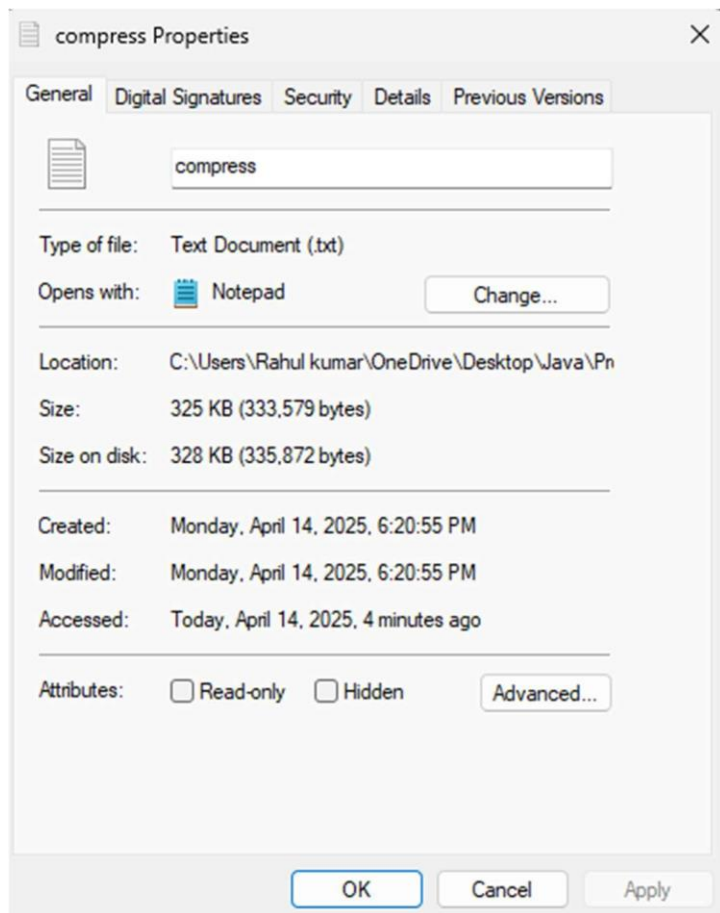 compress Properties
General Digital Signatures Security Details Previous Versions
compress
Type of file: Text Document (.txt)
Opens with: Notepad Change...
Location: C:\Users\Rahul kumar\OneDrive\Desktop\Java\Pr
Size: 325 KB (333,579 bytes)
Size on disk: 328 KB (335,872 bytes)
Created: Monday, April 14, 2025, 6:20:55 PM
Modified: Monday, April 14, 2025, 6:20:55 PM
Accessed: Today, April 14, 2025, 4 minutes ago
Attributes: Read-only Hidden Advanced...
OK Cancel Apply